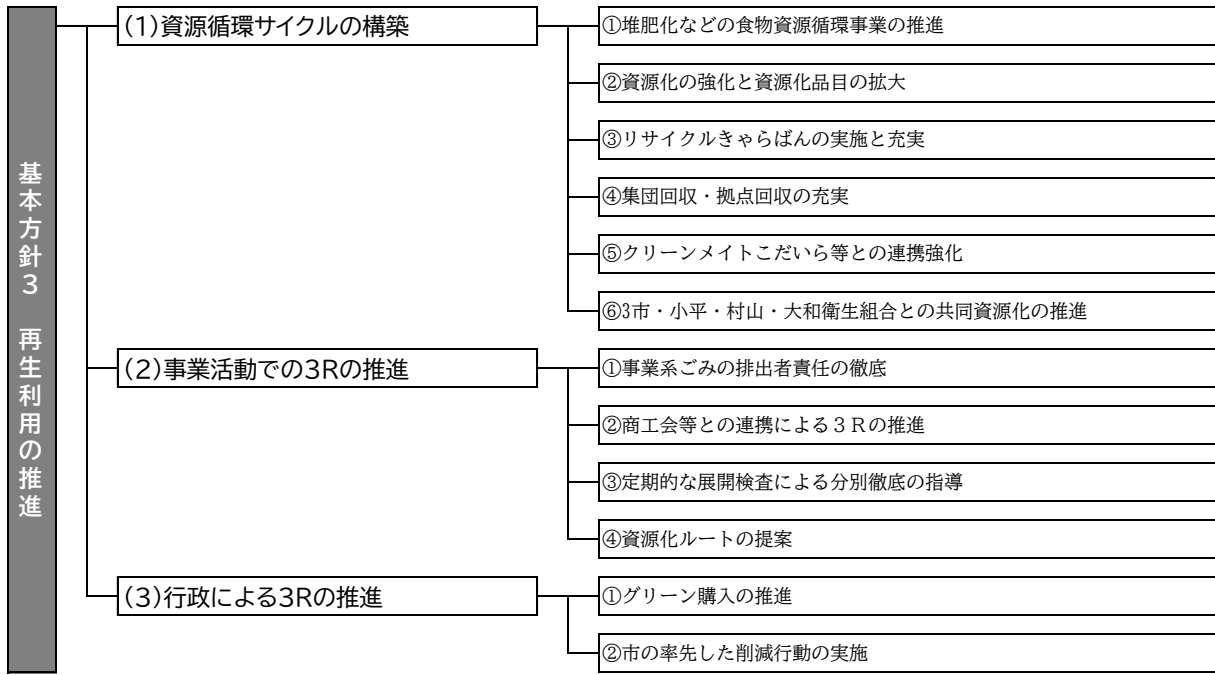 基本方針３　再生利用の推進
(1)資源循環サイクルの構築
①堆肥化などの食物資源循環事業の推進
②資源化の強化と資源化品目の拡大
③リサイクルきゃらばんの実施と充実
④集団回収・拠点回収の充実
⑤クリーンメイトこだいら等との連携強化
⑥3市・小平・村山・大和衛生組合との共同資源化の推進
(2)事業活動での3Rの推進
①事業系ごみの排出者責任の徹底
②商工会等との連携による３Ｒの推進
③定期的な展開検査による分別徹底の指導
④資源化ルートの提案
(3)行政による3Rの推進
①グリーン購入の推進
②市の率先した削減行動の実施